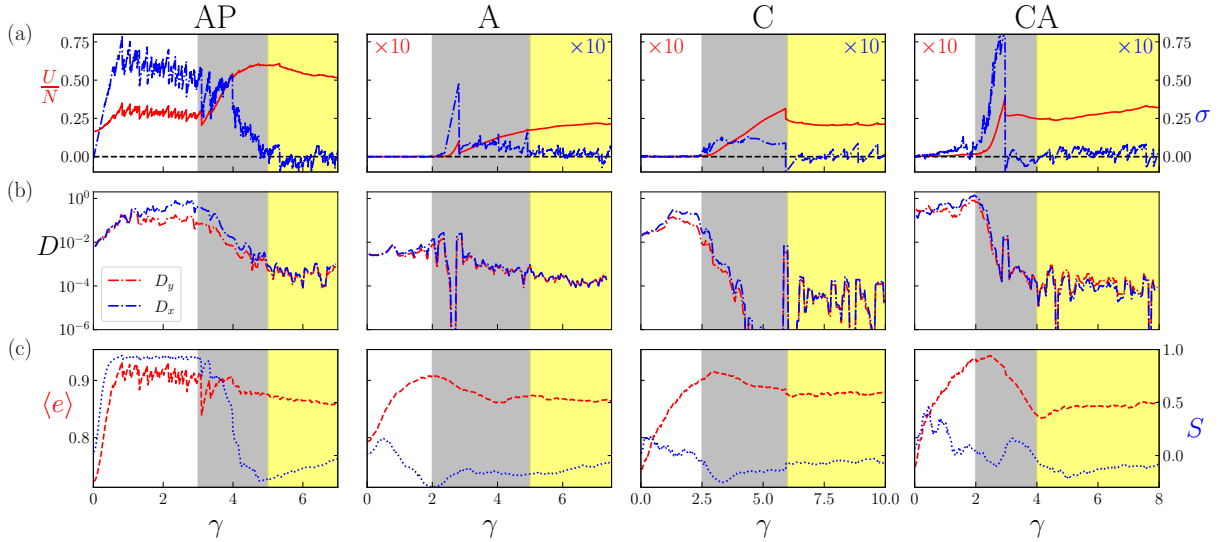 AP A C CA
(a)
0.75 ×10 ×10 ×10 ×10 ×10 ×10 0.75
0.50 0.50
U/N
0.25 0.25 σ
0.00 0.00
(b)
10^0
D 10^−2
10^−4
10^−6
D_y
D_x
(c)
1.0
0.9
⟨e⟩ 0.5
0.8 S
0.0
0 2 4 6 0 2 4 6 0.0 2.5 5.0 7.5 10.0 0 2 4 6 8
γ γ γ γ